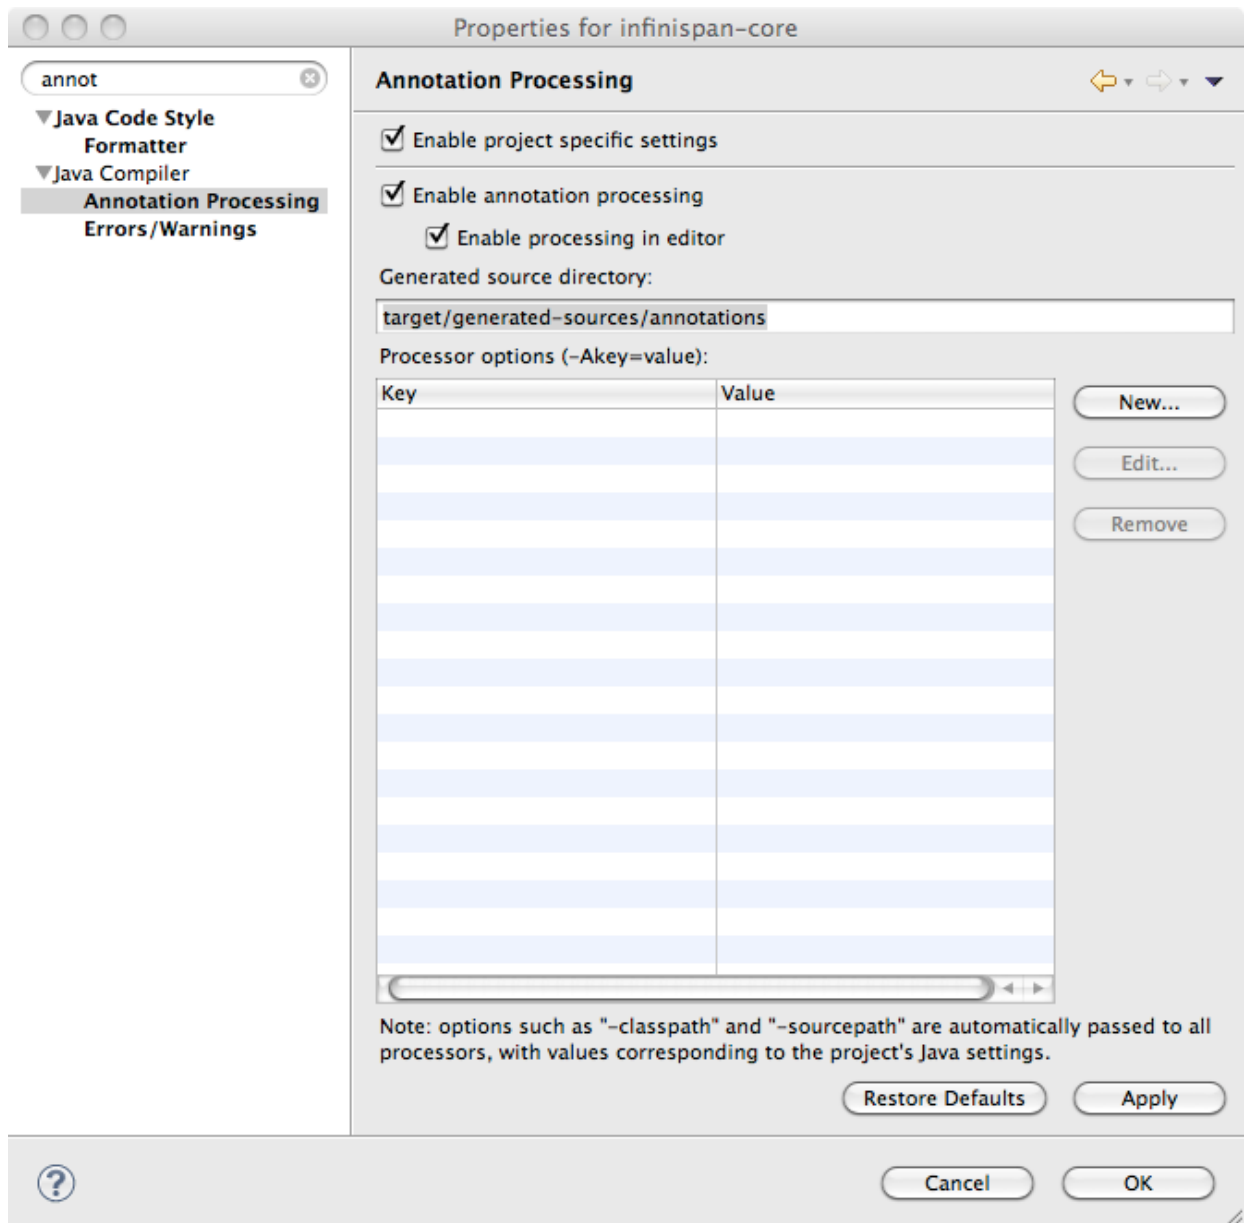 Properties for infinispan-core
annot
Java Code Style
Formatter
Java Compiler
Annotation Processing
Errors/Warnings
Annotation Processing
Enable project specific settings
Enable annotation processing
Enable processing in editor
Generated source directory:
target/generated-sources/annotations
Processor options (-Akey=value):
Key Value
New...
Edit...
Remove
Note: options such as "-classpath" and "-sourcepath" are automatically passed to all
processors, with values corresponding to the project's Java settings.
Restore Defaults Apply
? Cancel OK